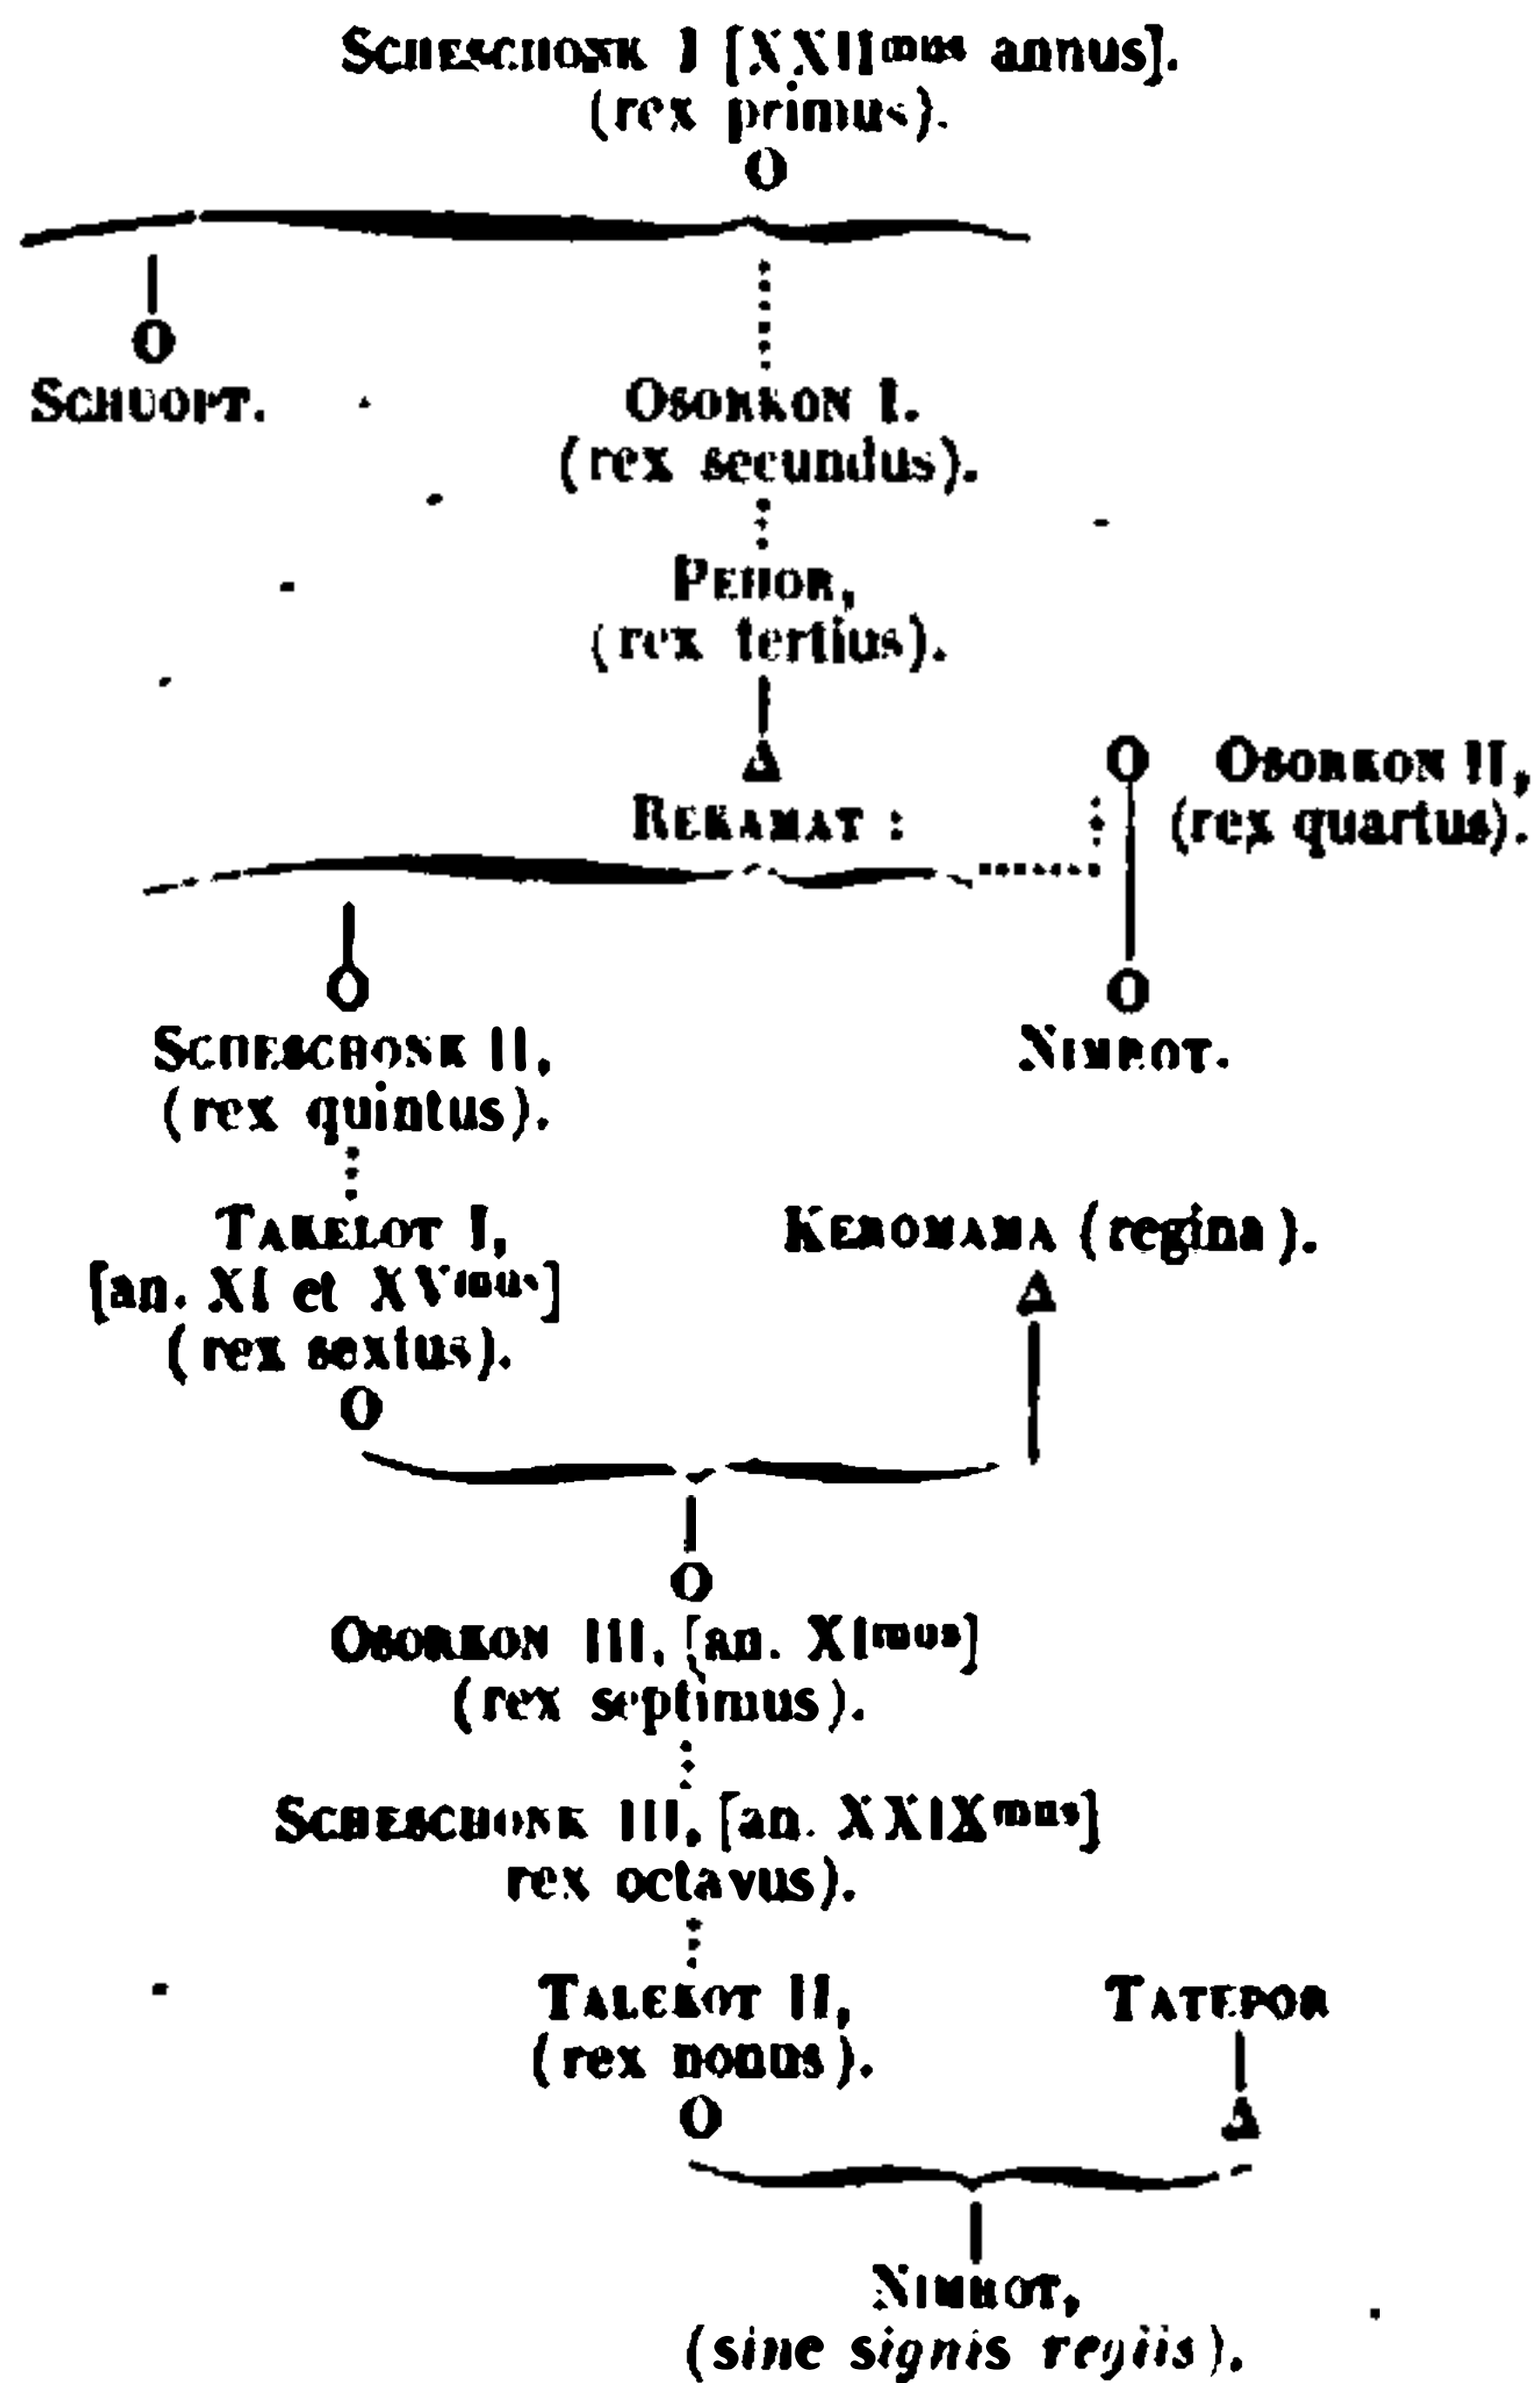 SCHESCHONK I [XXIImus annus].
(rex primus).
SCHUOPT.
OSORKON I.
(rex secundus).
PEHOR,
(rex tertius).
REKAMAT :
OSORKON II,
(rex quartus).
SCHESCHONK II,
(rex quintus).
NIMROT.
TAKELOT I,
[an. XI et XVimus]
(rex sextus).
KEROMAMA (regina).
OSORKON III, [an. XImus]
(rex septimus).
SCHESCHONK III, [an. XXIXmus]
rex octavus).
TALEKOT II,
(rex nonus).
TATEPOR
NIMROT,
(sine signis regiis).